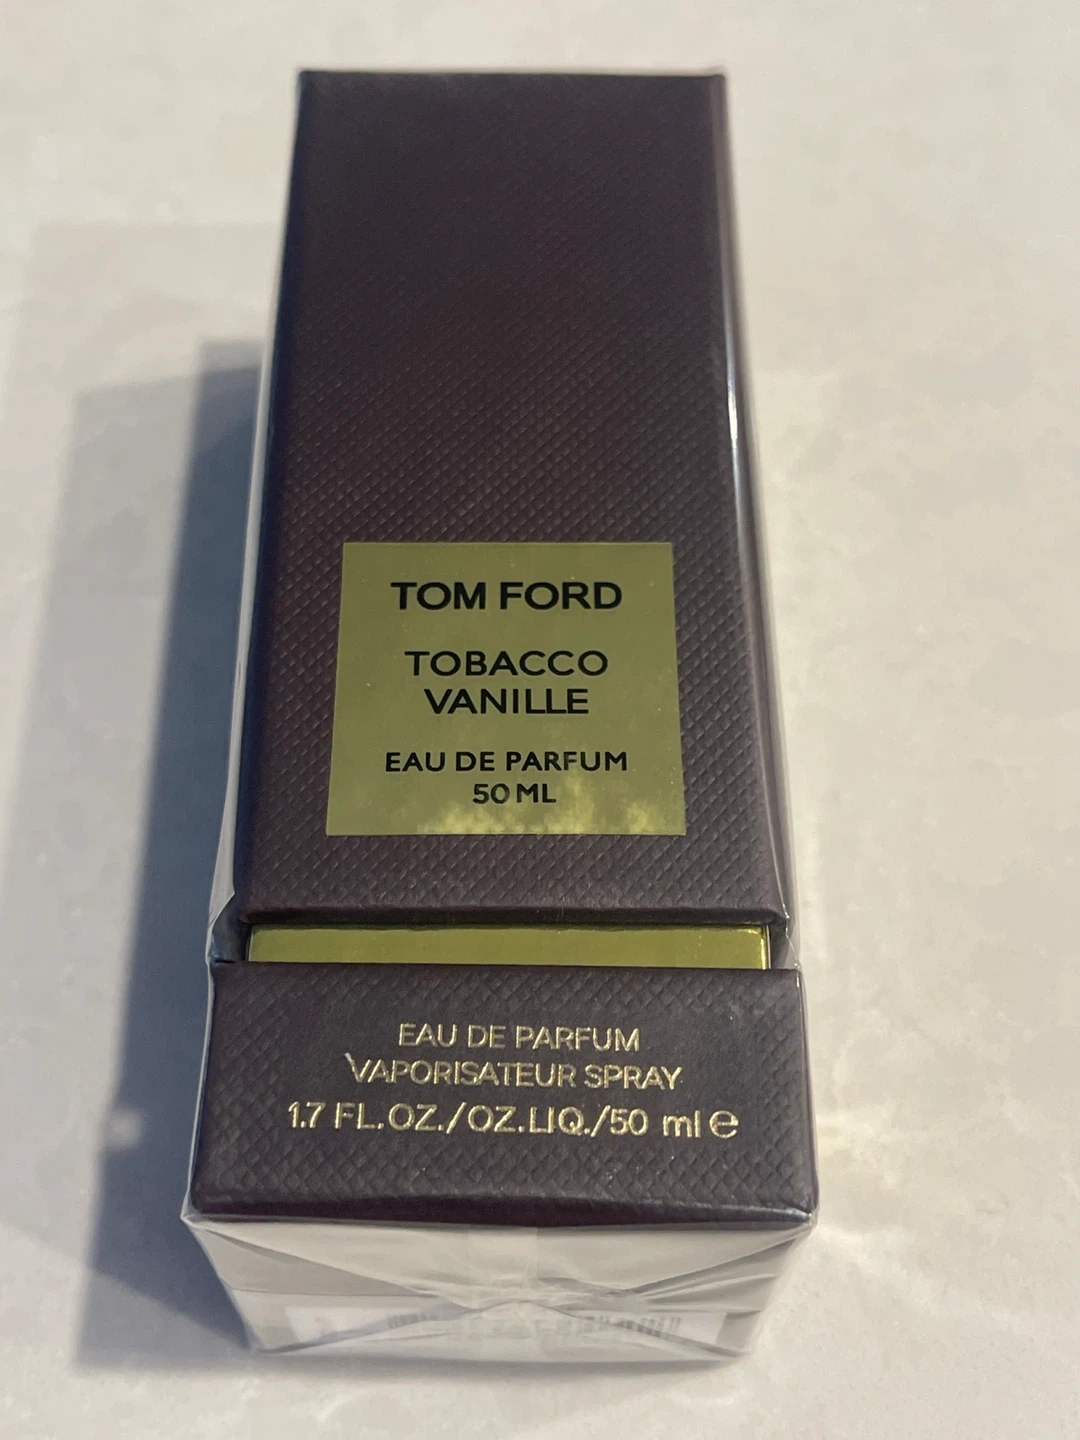 TOM FORD
TOBACCO
VANILLE
EAU DE PARFUM
50 ML
EAU DE PARFUM
VAPORISATEUR SPRAY
1.7 FL.OZ./OZ.LIQ./50 ml e